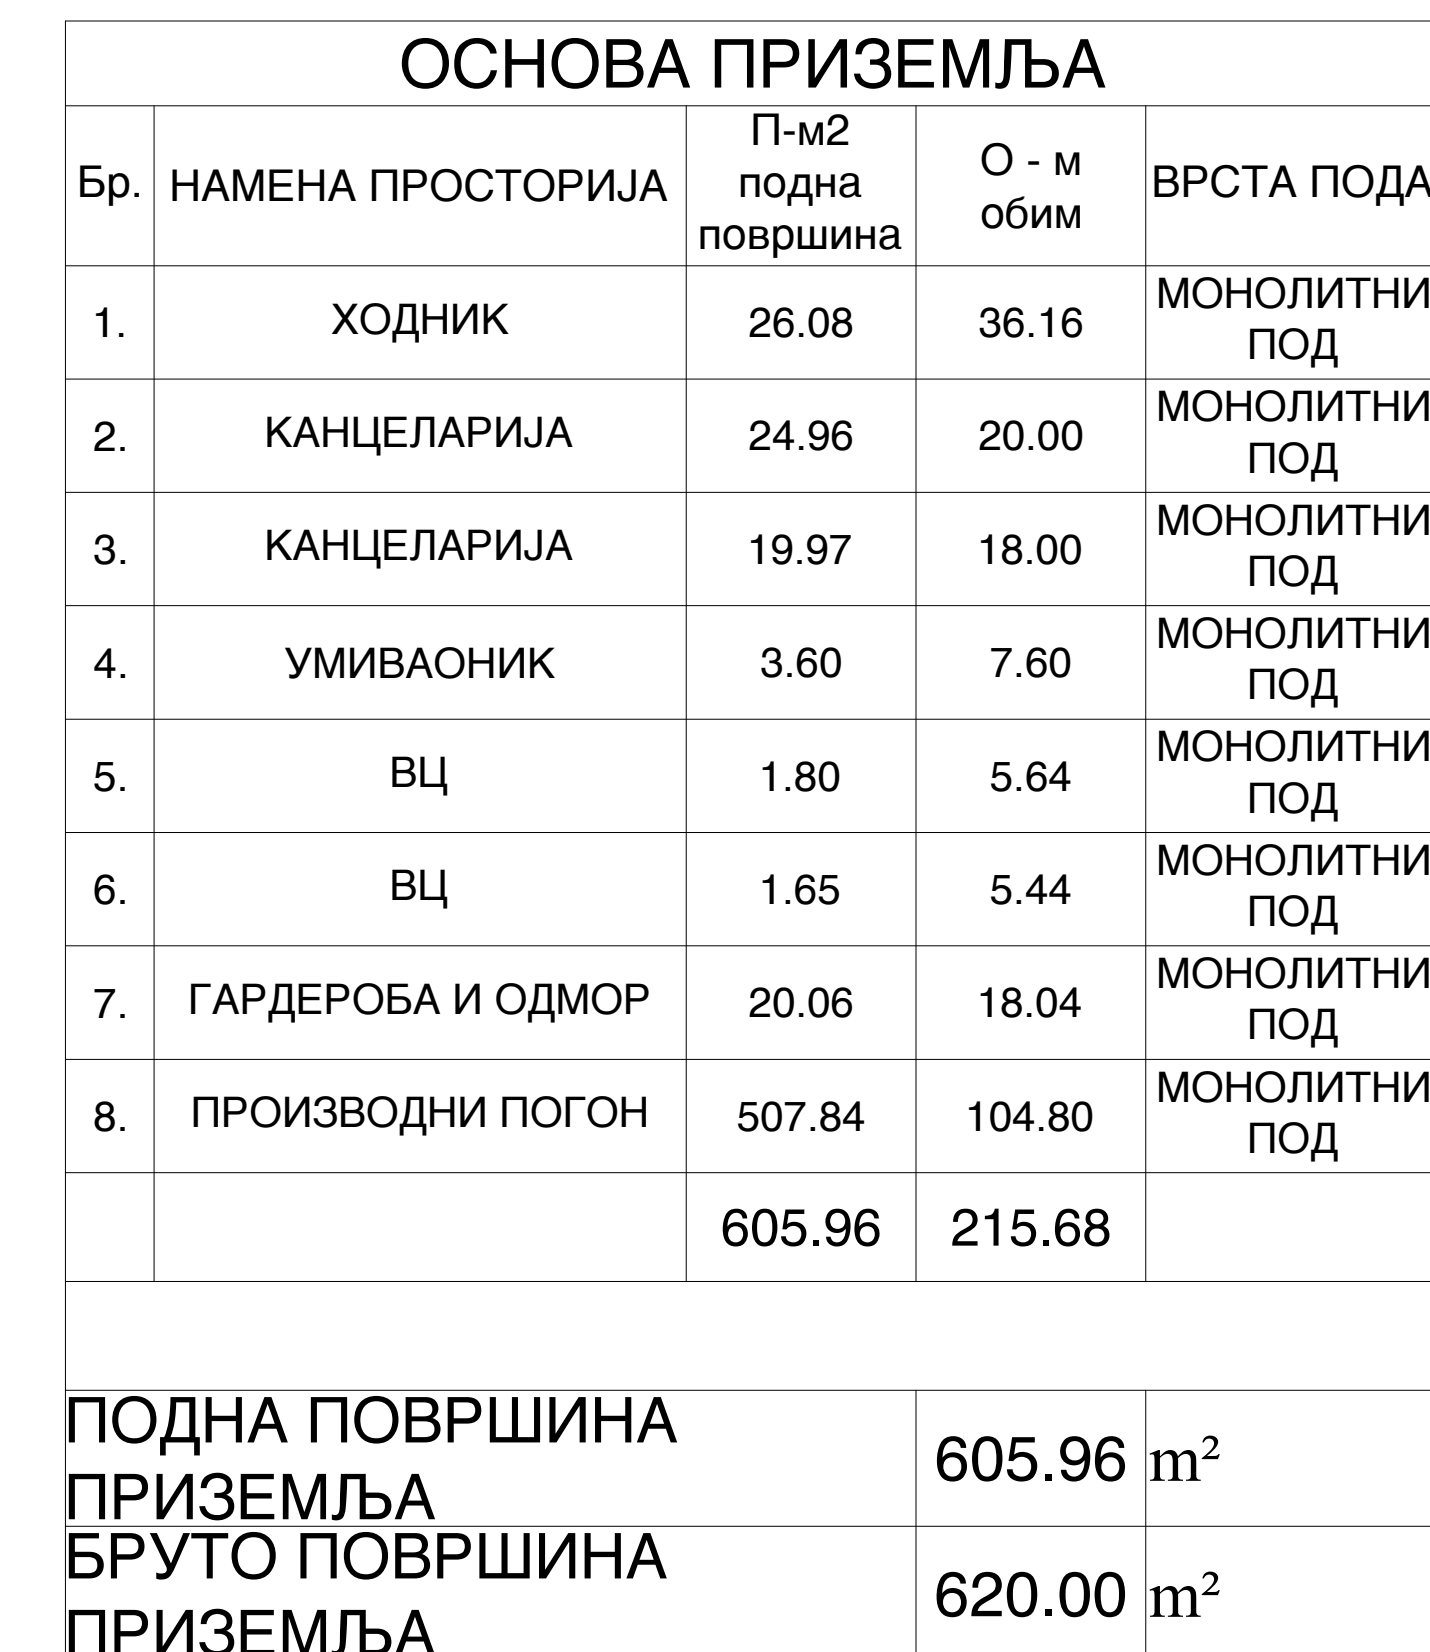 ОСНОВА ПРИЗЕМЉА
Бр. НАМЕНА ПРОСТОРИЈА П-м2 подна површина О - м обим ВРСТА ПОДА
1. ХОДНИК 26.08 36.16 МОНОЛИТНИ ПОД
2. КАНЦЕЛАРИЈА 24.96 20.00 МОНОЛИТНИ ПОД
3. КАНЦЕЛАРИЈА 19.97 18.00 МОНОЛИТНИ ПОД
4. УМИВАОНИК 3.60 7.60 МОНОЛИТНИ ПОД
5. ВЦ 1.80 5.64 МОНОЛИТНИ ПОД
6. ВЦ 1.65 5.44 МОНОЛИТНИ ПОД
7. ГАРДЕРОБА И ОДМОР 20.06 18.04 МОНОЛИТНИ ПОД
8. ПРОИЗВОДНИ ПОГОН 507.84 104.80 МОНОЛИТНИ ПОД
605.96 215.68
ПОДНА ПОВРШИНА
ПРИЗЕМЉА 605.96 m²
БРУТО ПОВРШИНА
ПРИЗЕМЉА 620.00 m²